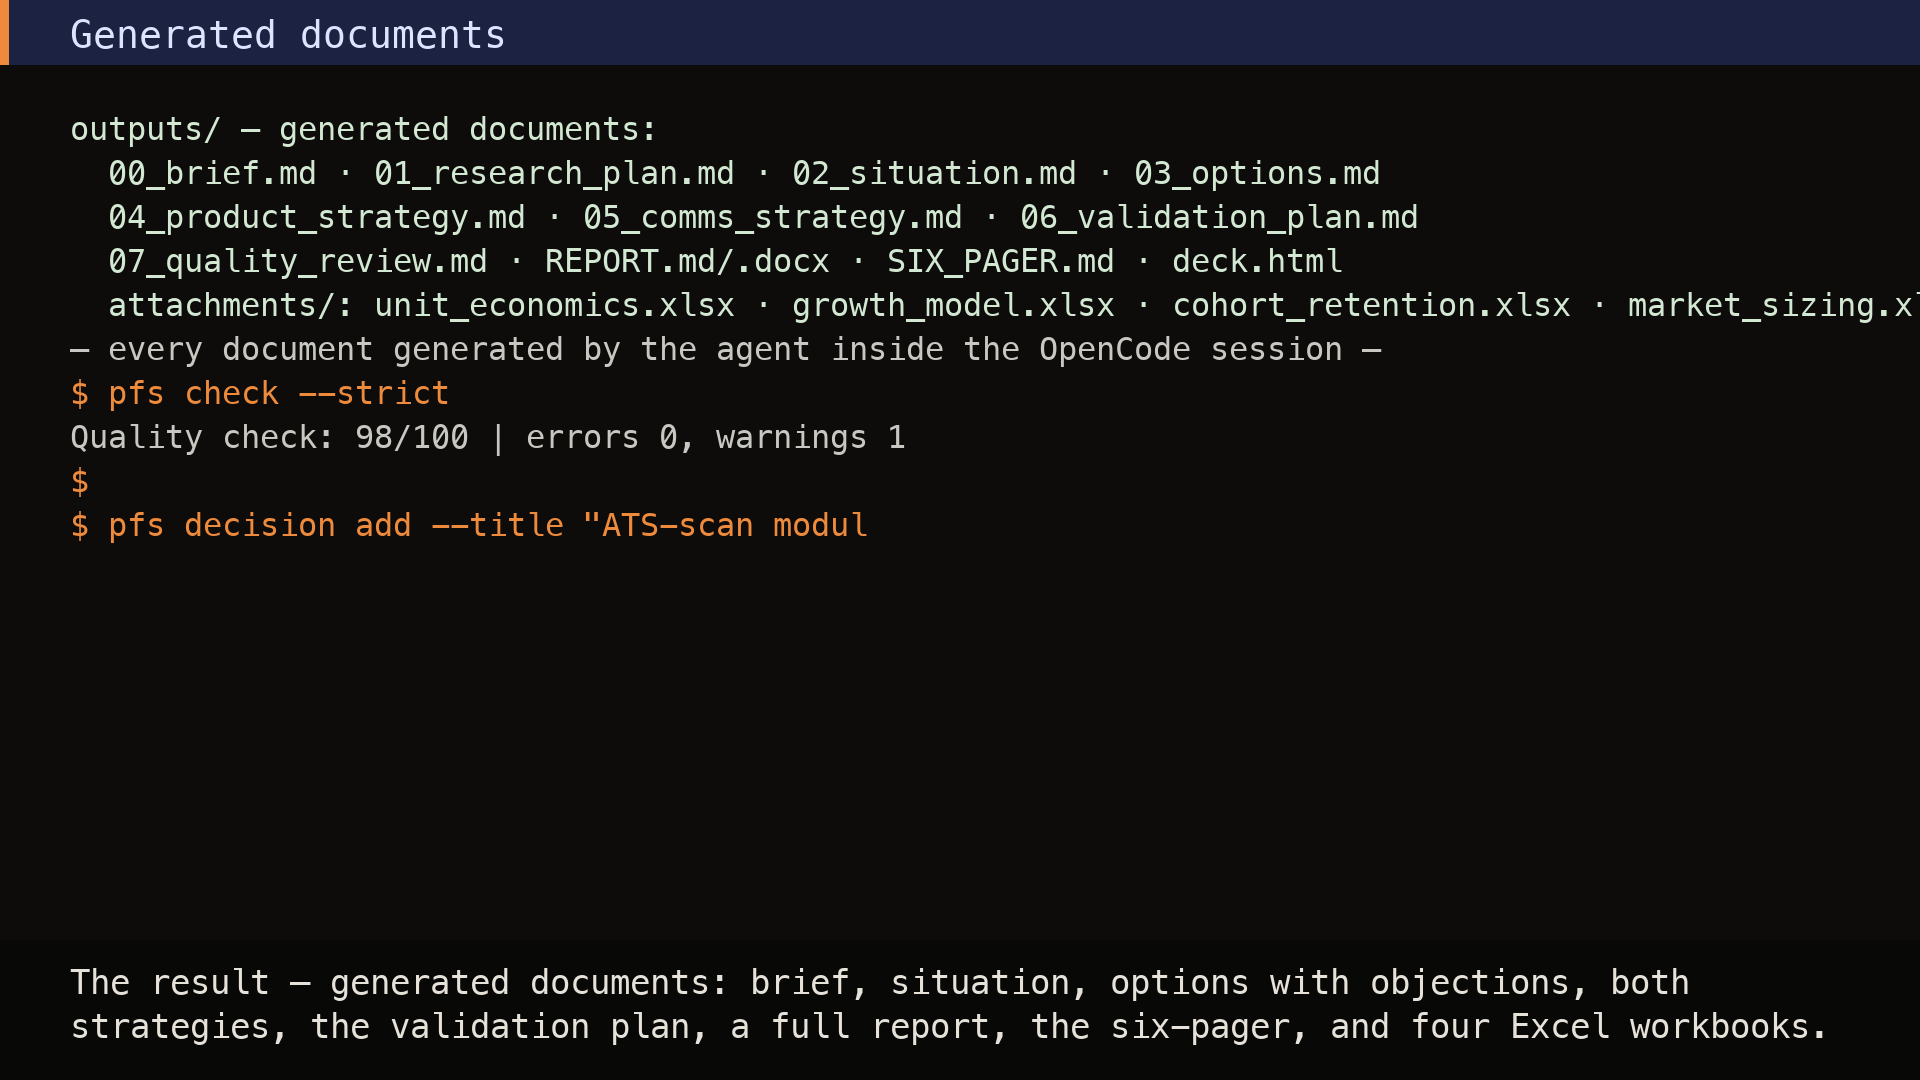 Generated documents
outputs/ — generated documents:
00_brief.md · 01_research_plan.md · 02_situation.md · 03_options.md
04_product_strategy.md · 05_comms_strategy.md · 06_validation_plan.md
07_quality_review.md · REPORT.md/.docx · SIX_PAGER.md · deck.html
attachments/: unit_economics.xlsx · growth_model.xlsx · cohort_retention.xlsx · market_sizing.xl
— every document generated by the agent inside the OpenCode session —
$ pfs check --strict
Quality check: 98/100 | errors 0, warnings 1
$
$ pfs decision add --title "ATS-scan modul
The result — generated documents: brief, situation, options with objections, both
strategies, the validation plan, a full report, the six-pager, and four Excel workbooks.